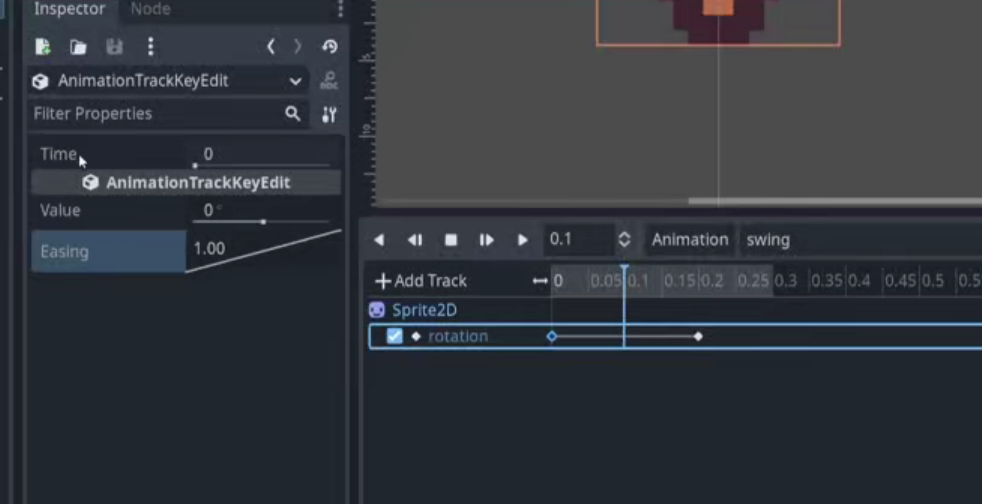 Inspector Node
AnimationTrackKeyEdit
Filter Properties
Time 0
AnimationTrackKeyEdit
Value 0 °
Easing 1.00
0.1 Animation swing
Add Track 0 0.05 0.1 0.15 0.2 0.25 0.3 0.35 0.4 0.45 0.5
Sprite2D
rotation